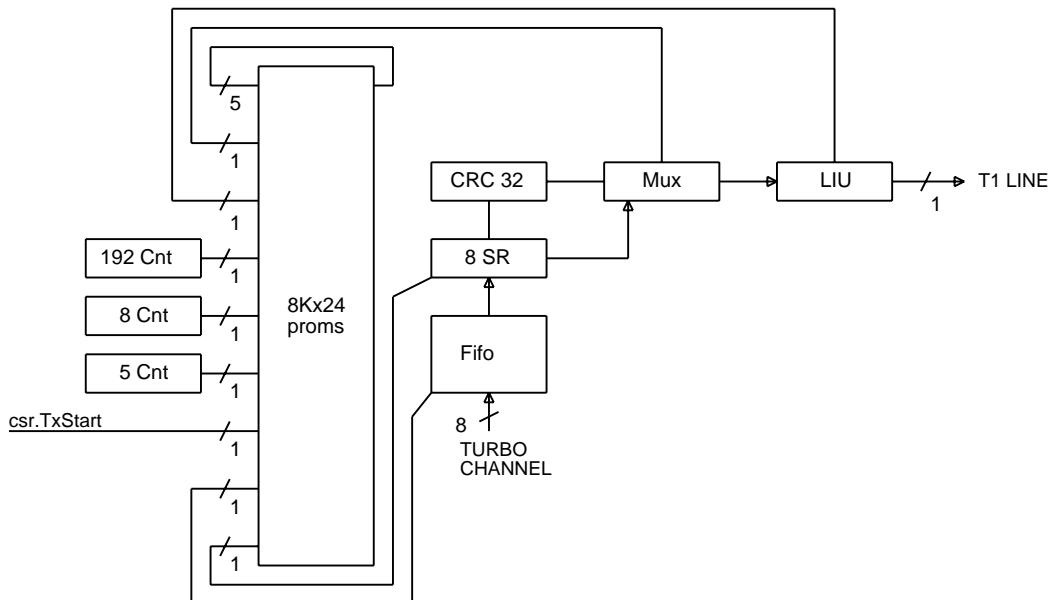 5
1
1
CRC 32
Mux
LIU
T1 LINE
1
192 Cnt
1
8 SR
8 Cnt
1
8Kx24
proms
Fifo
5 Cnt
1
csr.TxStart
1
8
TURBO
CHANNEL
1
1